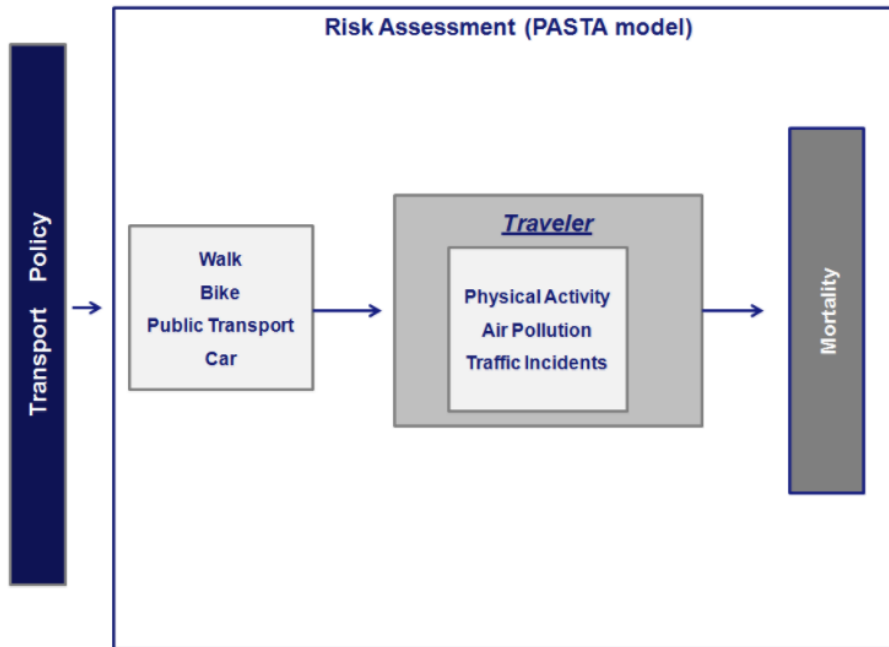 Risk Assessment (PASTA model)
Transport Policy
Walk
Bike
Public Transport
Car
Traveler
Physical Activity
Air Pollution
Traffic Incidents
Mortality